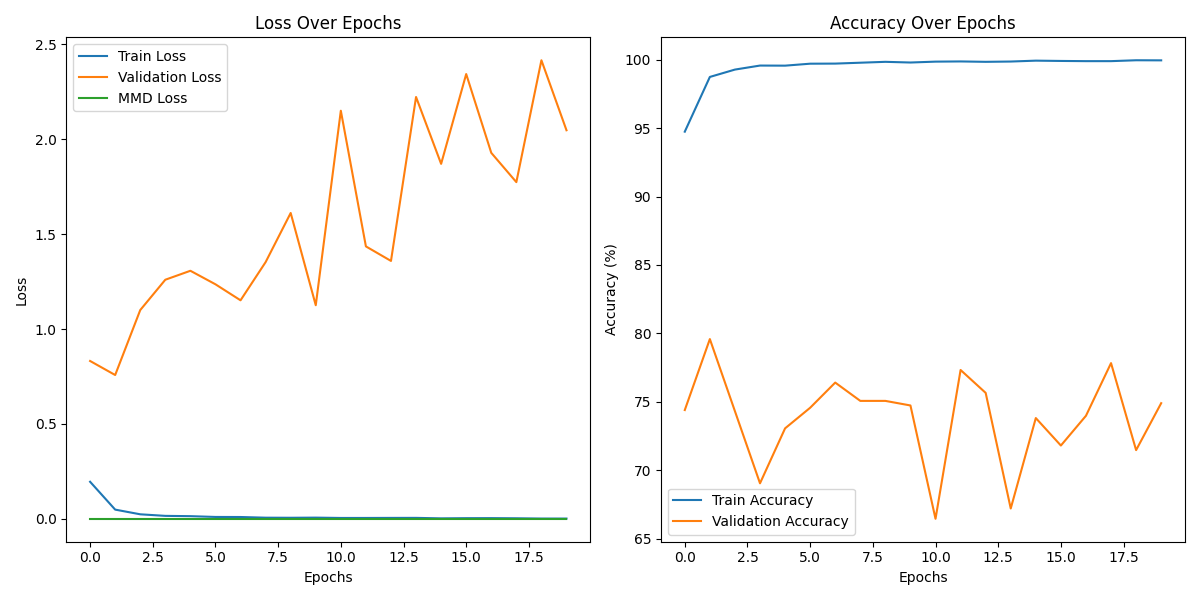 Loss Over Epochs
Train Loss
Validation Loss
MMD Loss
2.5
2.0
1.5
1.0
0.5
0.0
Loss
0.0 2.5 5.0 7.5 10.0 12.5 15.0 17.5
Epochs
Accuracy Over Epochs
100
95
90
85
80
75
70
65
Accuracy (%)
Train Accuracy
Validation Accuracy
0.0 2.5 5.0 7.5 10.0 12.5 15.0 17.5
Epochs